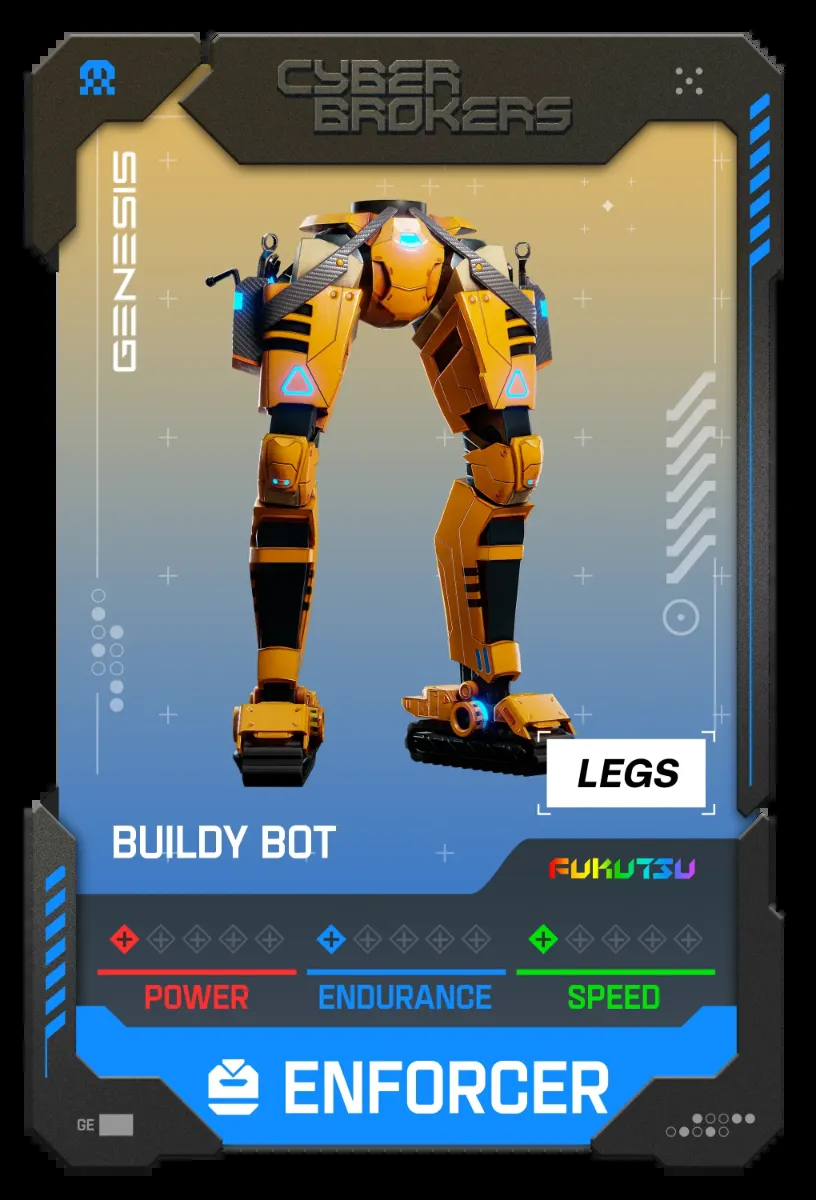 CYBER
BROKERS
GENESIS
LEGS
BUILDY BOT
FUKUTSU
POWER
ENDURANCE
SPEED
ENFORCER
GE